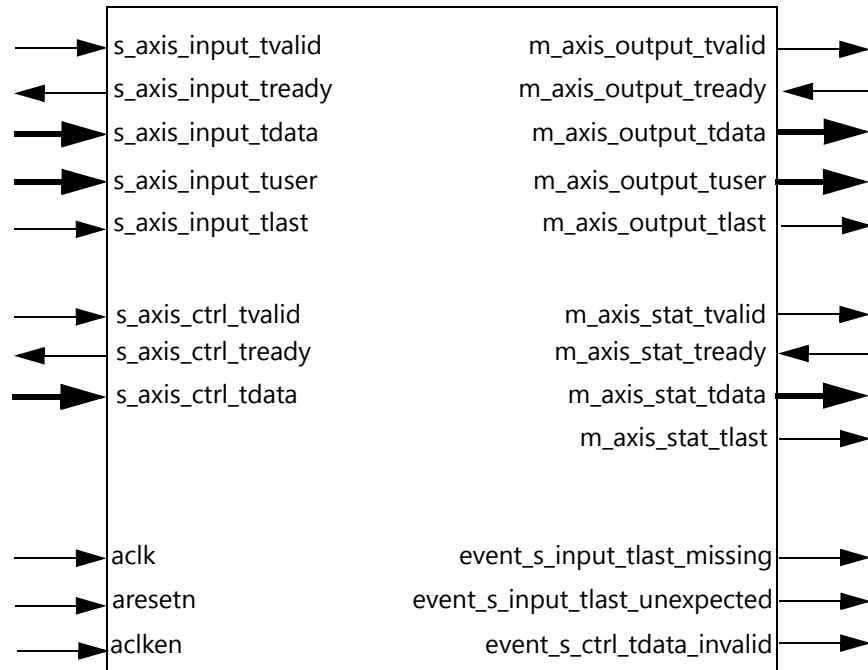 s_axis_input_tvalid
s_axis_input_tready
s_axis_input_tdata
s_axis_input_tuser
s_axis_input_tlast
s_axis_ctrl_tvalid
s_axis_ctrl_tready
s_axis_ctrl_tdata
aclk
aresetn
aclken
m_axis_output_tvalid
m_axis_output_tready
m_axis_output_tdata
m_axis_output_tuser
m_axis_output_tlast
m_axis_stat_tvalid
m_axis_stat_tready
m_axis_stat_tdata
m_axis_stat_tlast
event_s_input_tlast_missing
event_s_input_tlast_unexpected
event_s_ctrl_tdata_invalid